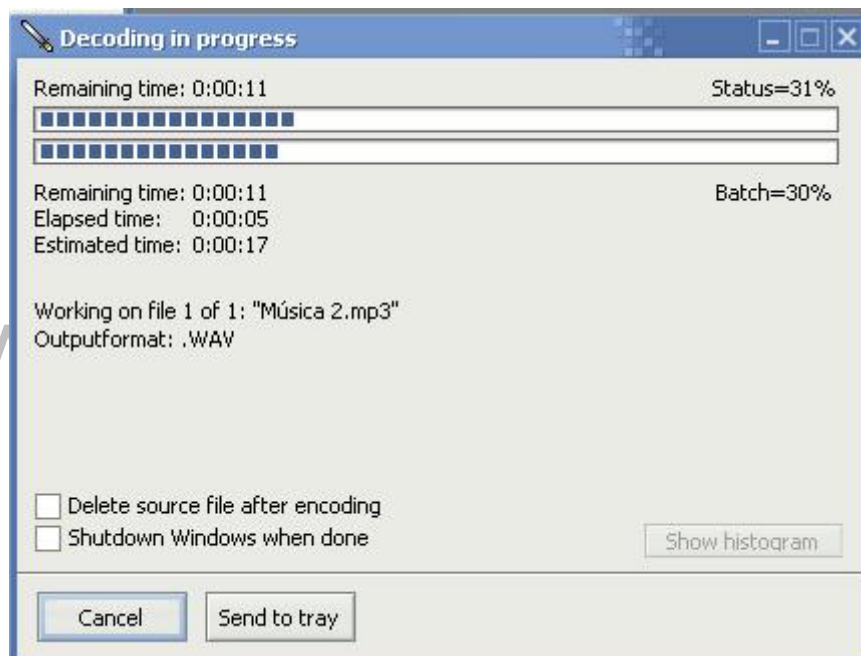 Decoding in progress
Remaining time: 0:00:11 Status=31%
Remaining time: 0:00:11 Batch=30%
Elapsed time: 0:00:05
Estimated time: 0:00:17
Working on file 1 of 1: "Música 2.mp3"
Outputformat: .WAV
Delete source file after encoding
Shutdown Windows when done
Show histogram
Cancel Send to tray